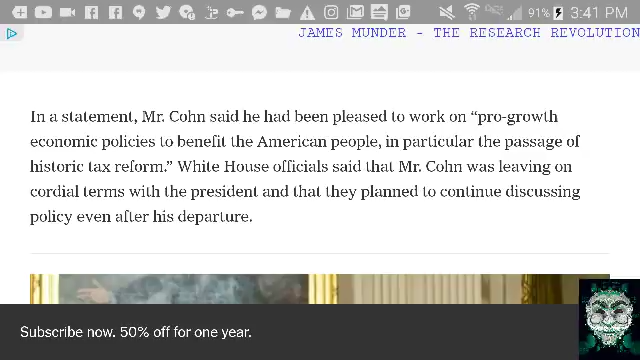 91% 3:41 PM
JAMES MUNDER - THE RESEARCH REVOLUTION
In a statement, Mr. Cohn said he had been pleased to work on “pro-growth
economic policies to benefit the American people, in particular the passage of
historic tax reform.” White House officials said that Mr. Cohn was leaving on
cordial terms with the president and that they planned to continue discussing
policy even after his departure.
Subscribe now. 50% off for one year.